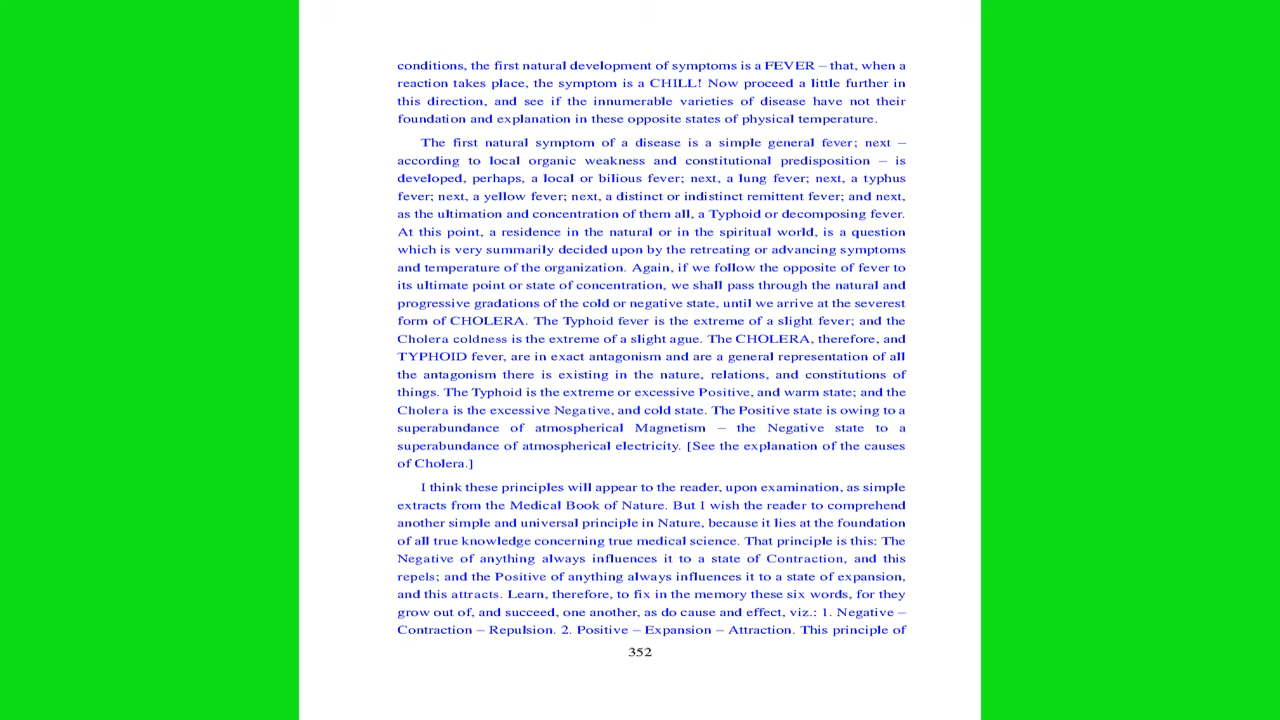 conditions, the first natural development of symptoms is a FEVER – that, when a
reaction takes place, the symptom is a CHILL! Now proceed a little further in
this direction, and see if the innumerable varieties of disease have not their
foundation and explanation in these opposite states of physical temperature.
The first natural symptom of a disease is a simple general fever; next –
according to local organic weakness and constitutional predisposition – is
developed, perhaps, a local or bilious fever; next, a lung fever; next, a typhus
fever; next, a yellow fever; next, a distinct or indistinct remittent fever; and next,
as the ultimation and concentration of them all, a Typhoid or decomposing fever.
At this point, a residence in the natural or in the spiritual world, is a question
which is very summarily decided upon by the retreating or advancing symptoms
and temperature of the organization. Again, if we follow the opposite of fever to
its ultimate point or state of concentration, we shall pass through the natural and
progressive gradations of the cold or negative state, until we arrive at the severest
form of CHOLERA. The Typhoid fever is the extreme of a slight fever; and the
Cholera coldness is the extreme of a slight ague. The CHOLERA, therefore, and
TYPHOID fever, are in exact antagonism and are a general representation of all
the antagonism there is existing in the nature, relations, and constitutions of
things. The Typhoid is the extreme or excessive Positive, and warm state; and the
Cholera is the excessive Negative, and cold state. The Positive state is owing to a
superabundance of atmospherical Magnetism – the Negative state to a
superabundance of atmospherical electricity. [See the explanation of the causes
of Cholera.]
I think these principles will appear to the reader, upon examination, as simple
extracts from the Medical Book of Nature. But I wish the reader to comprehend
another simple and universal principle in Nature, because it lies at the foundation
of all true knowledge concerning true medical science. That principle is this: The
Negative of anything always influences it to a state of Contraction, and this
repels; and the Positive of anything always influences it to a state of expansion,
and this attracts. Learn, therefore, to fix in the memory these six words, for they
grow out of, and succeed, one another, as do cause and effect, viz.: 1. Negative –
Contraction – Repulsion. 2. Positive – Expansion – Attraction. This principle of
352